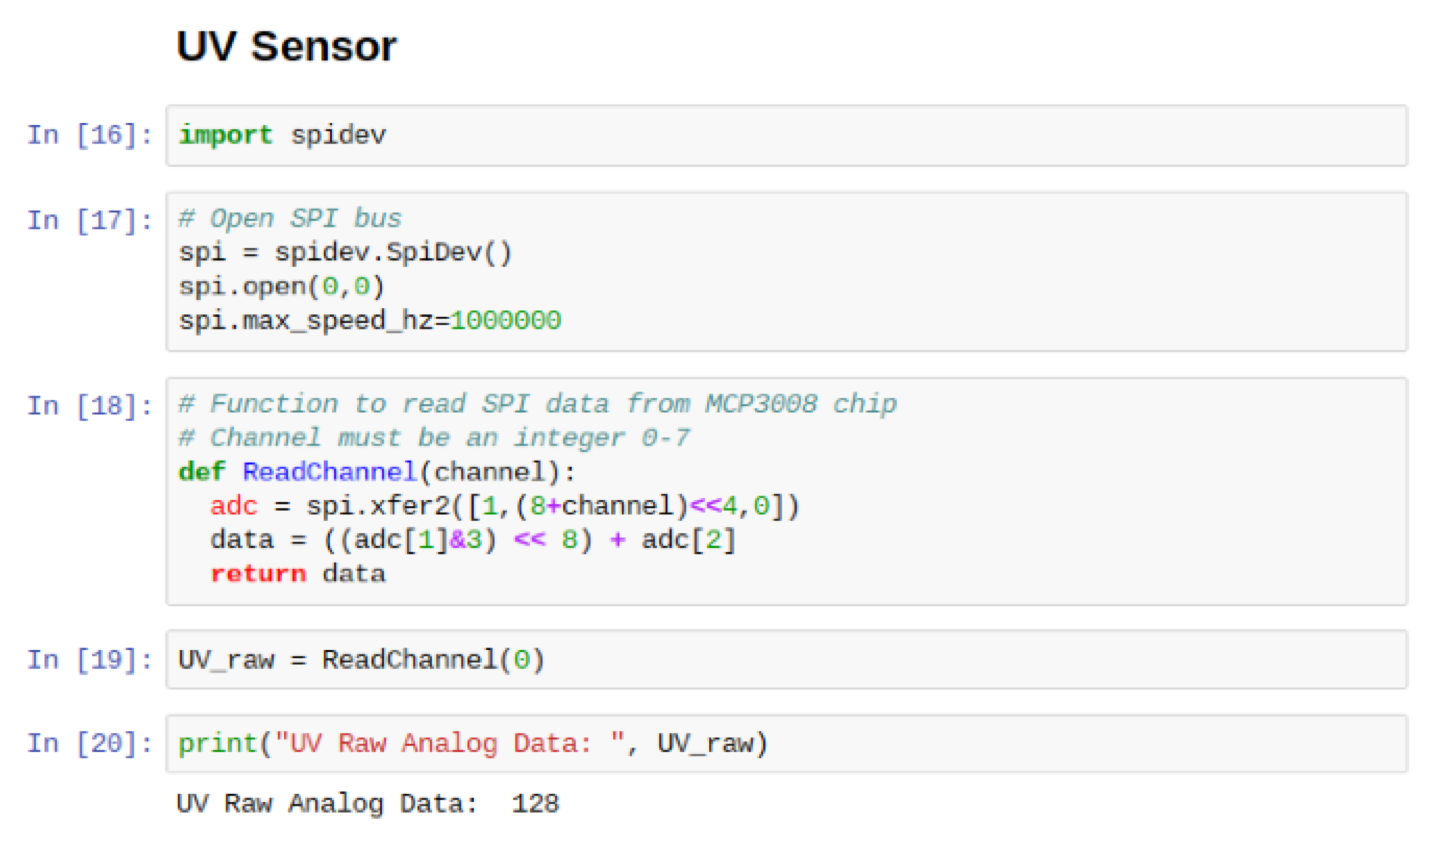 UV Sensor
In [16]: import spidev
In [17]: # Open SPI bus
spi = spidev.SpiDev()
spi.open(0,0)
spi.max_speed_hz=1000000
In [18]: # Function to read SPI data from MCP3008 chip
# Channel must be an integer 0-7
def ReadChannel(channel):
  adc = spi.xfer2([1,(8+channel)<<4,0])
  data = ((adc[1]&3) << 8) + adc[2]
  return data
In [19]: UV_raw = ReadChannel(0)
In [20]: print("UV Raw Analog Data: ", UV_raw)
UV Raw Analog Data:  128